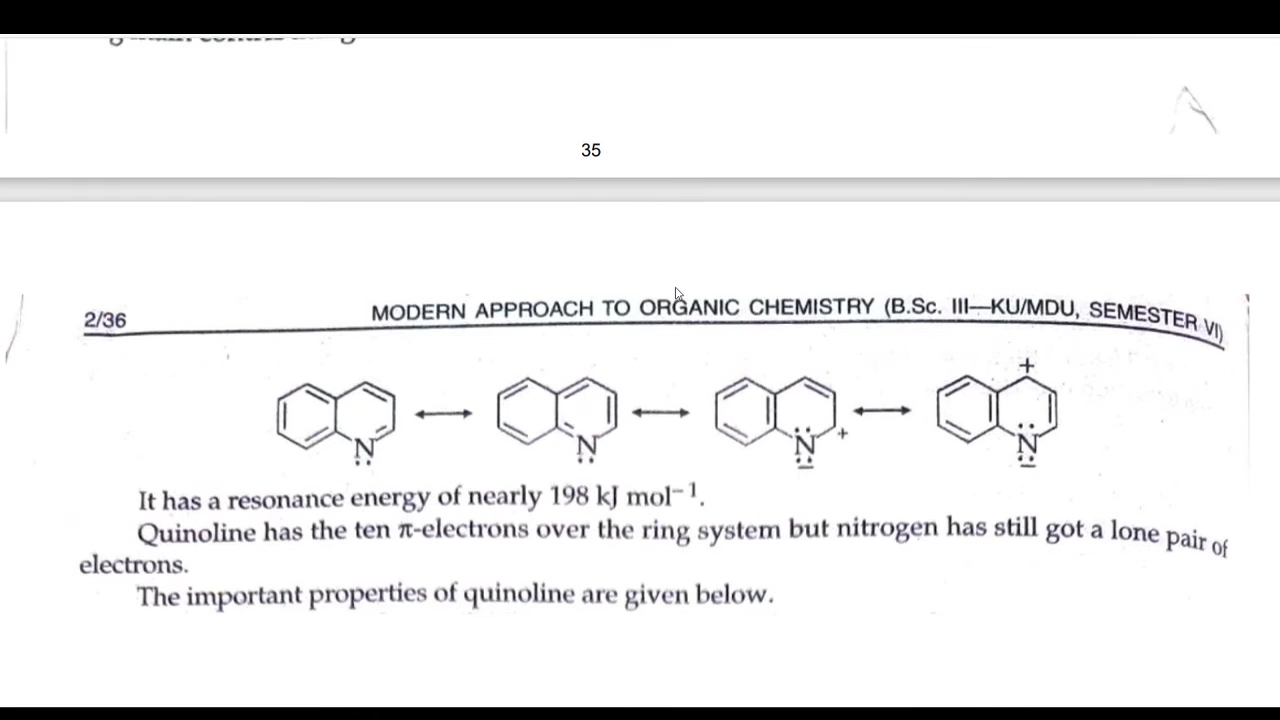 35
2/36 MODERN APPROACH TO ORGANIC CHEMISTRY (B.Sc. III—KU/MDU, SEMESTER VI)
+
N N N + N
It has a resonance energy of nearly 198 kJ mol⁻¹.
Quinoline has the ten π-electrons over the ring system but nitrogen has still got a lone pair of
electrons.
The important properties of quinoline are given below.